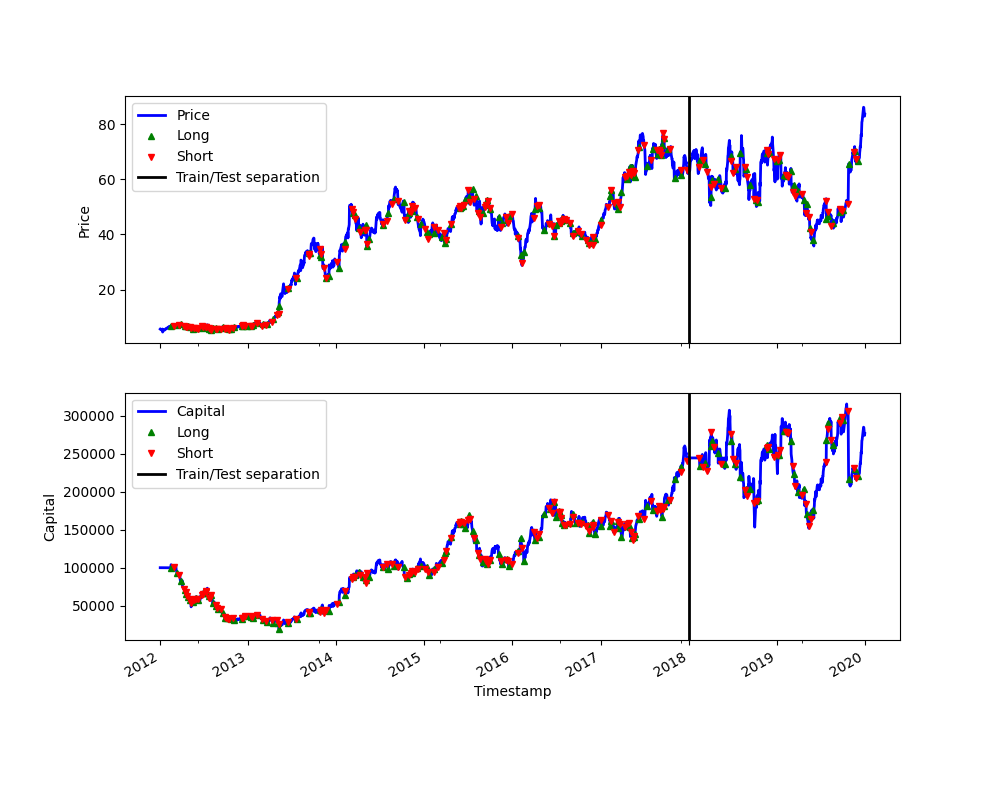 Price
Long
Short
Train/Test separation
80
60
40
20
Price
Capital
Long
Short
Train/Test separation
300000
250000
200000
150000
100000
50000
Capital
2012
2013
2014
2015
2016
2017
2018
2019
2020
Timestamp